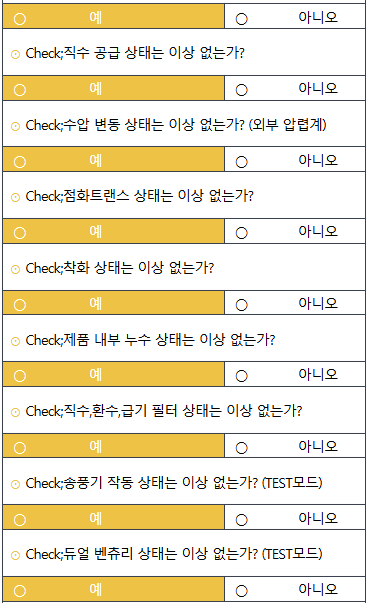 ○ 예 ○ 아니오
⊙ Check;직수 공급 상태는 이상 없는가?
○ 예 ○ 아니오
⊙ Check;수압 변동 상태는 이상 없는가? (외부 압렵계)
○ 예 ○ 아니오
⊙ Check;점화트랜스 상태는 이상 없는가?
○ 예 ○ 아니오
⊙ Check;착화 상태는 이상 없는가?
○ 예 ○ 아니오
⊙ Check;제품 내부 누수 상태는 이상 없는가?
○ 예 ○ 아니오
⊙ Check;직수,환수,급기 필터 상태는 이상 없는가?
○ 예 ○ 아니오
⊙ Check;송풍기 작동 상태는 이상 없는가? (TEST모드)
○ 예 ○ 아니오
⊙ Check;듀얼 벤츄리 상태는 이상 없는가? (TEST모드)
○ 예 ○ 아니오